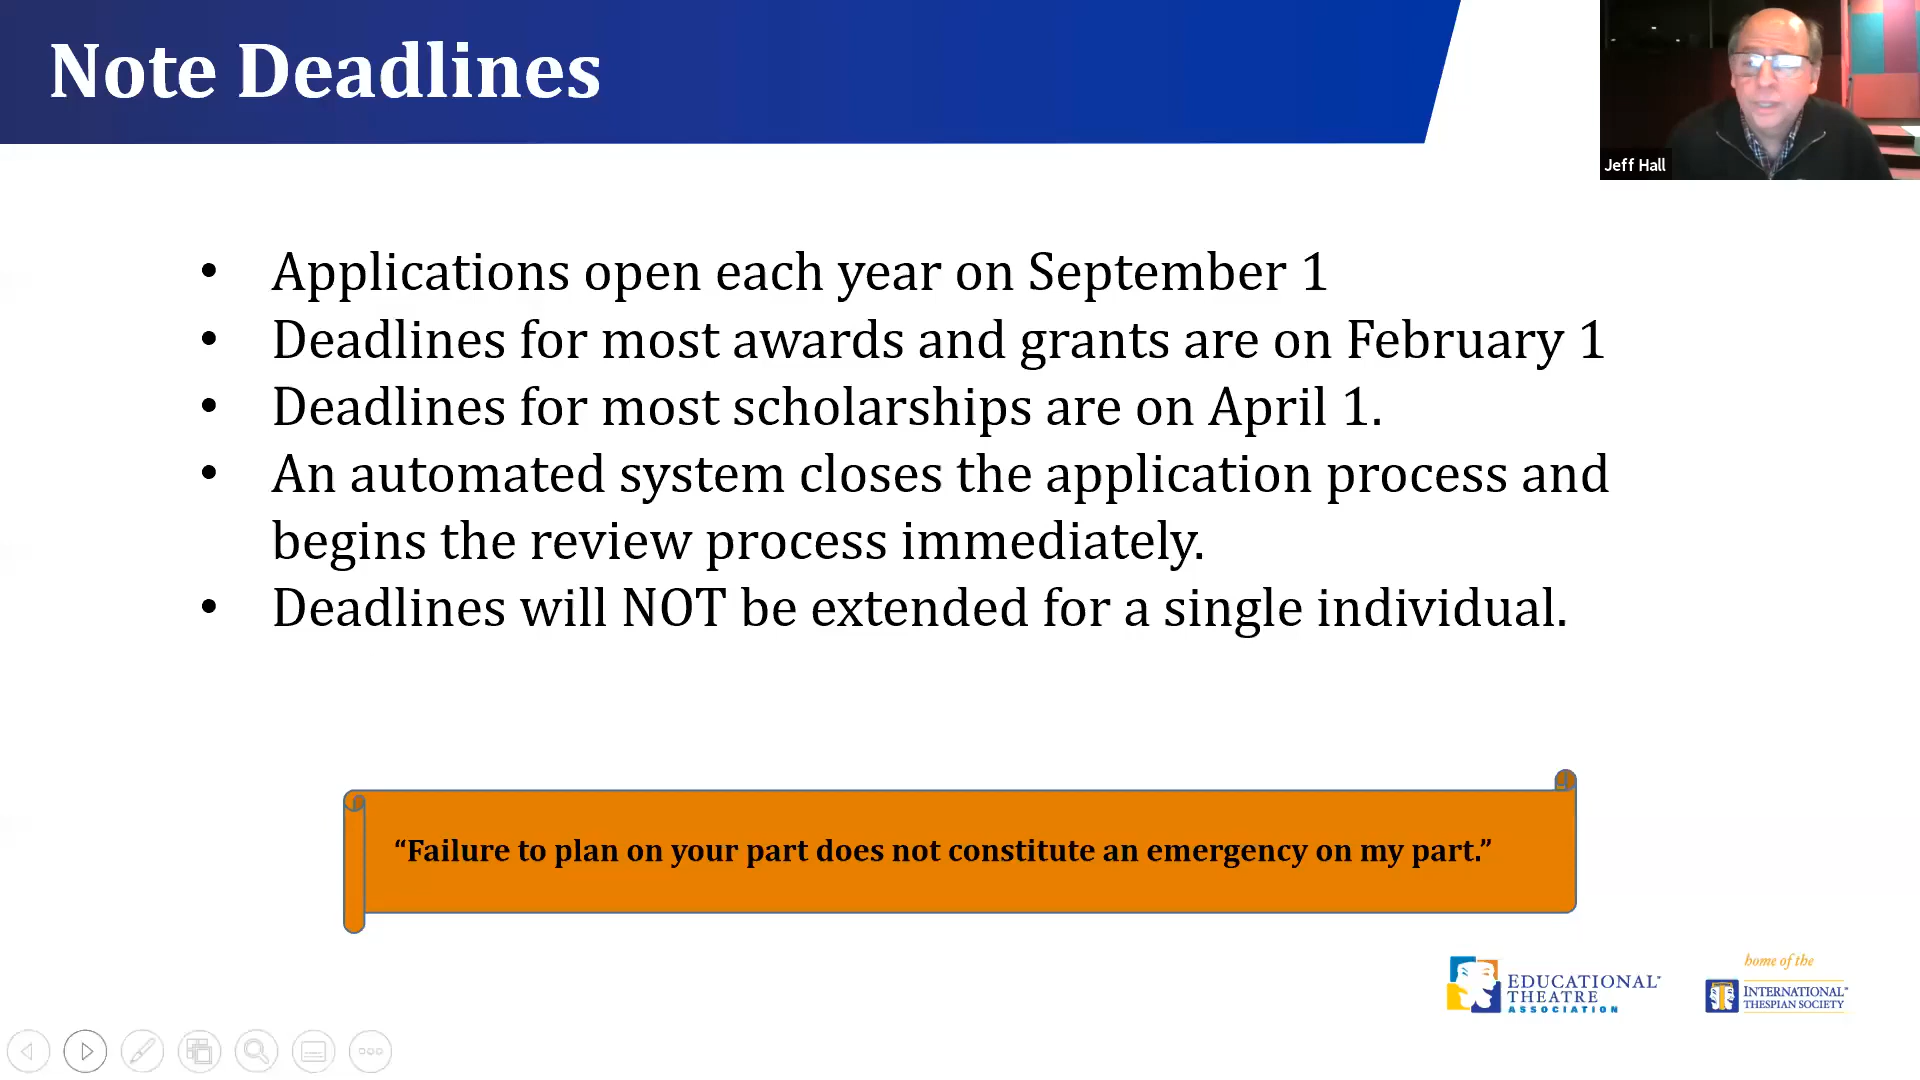 Note Deadlines
Jeff Hall
• Applications open each year on September 1
• Deadlines for most awards and grants are on February 1
• Deadlines for most scholarships are on April 1.
• An automated system closes the application process and
begins the review process immediately.
• Deadlines will NOT be extended for a single individual.
“Failure to plan on your part does not constitute an emergency on my part.”
EDUCATIONAL™
THEATRE
ASSOCIATION
home of the
INTERNATIONAL™
THESPIAN SOCIETY